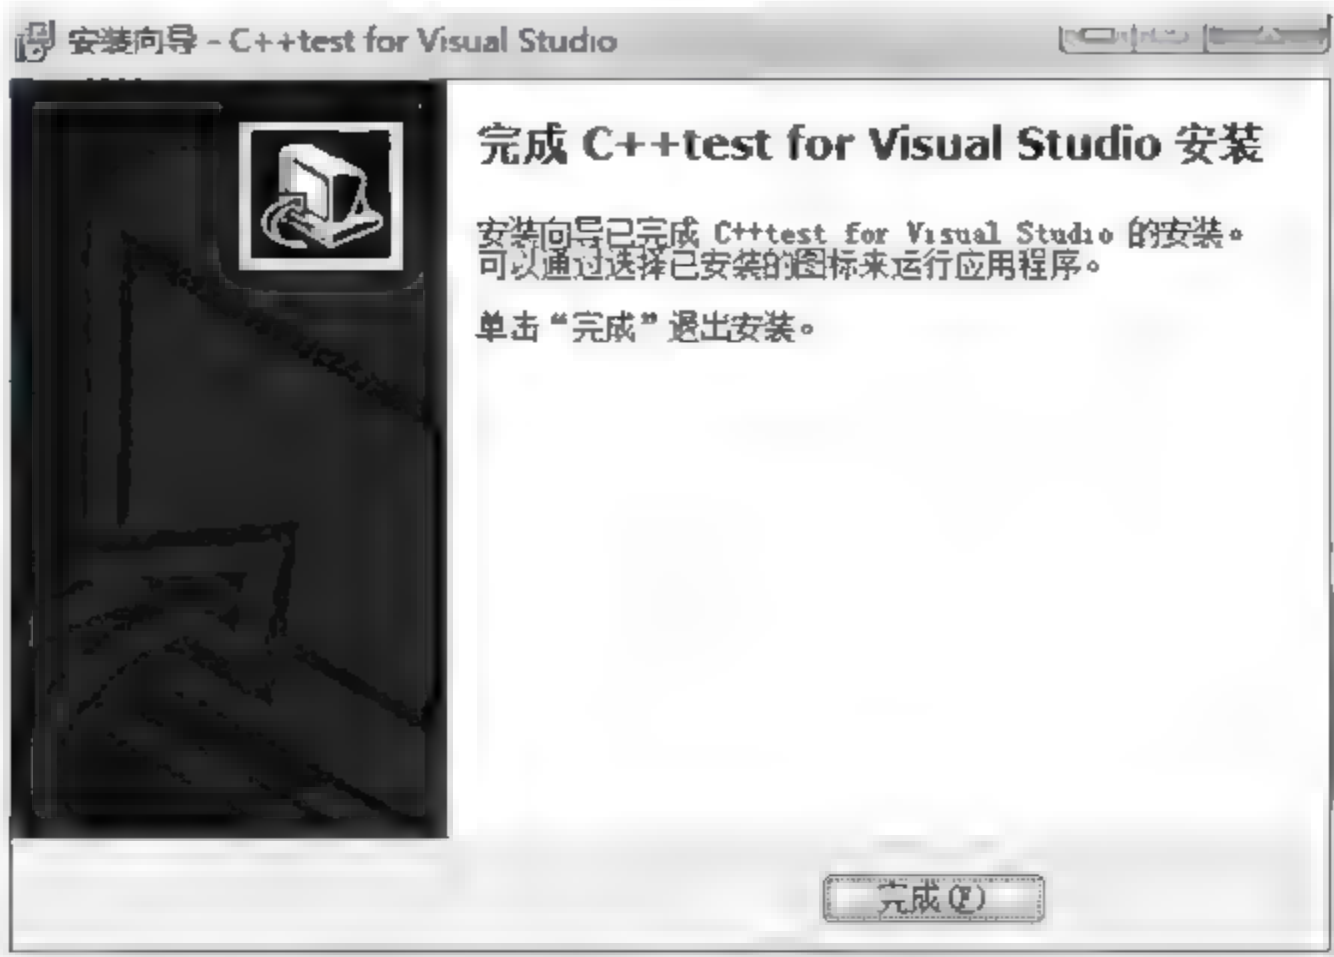 安装向导 - C++test for Visual Studio
完成 C++test for Visual Studio 安装
安装向导已完成 C++test for Visual Studio 的安装。
可以通过选择已安装的图标来运行应用程序。
单击“完成”退出安装。
完成(F)